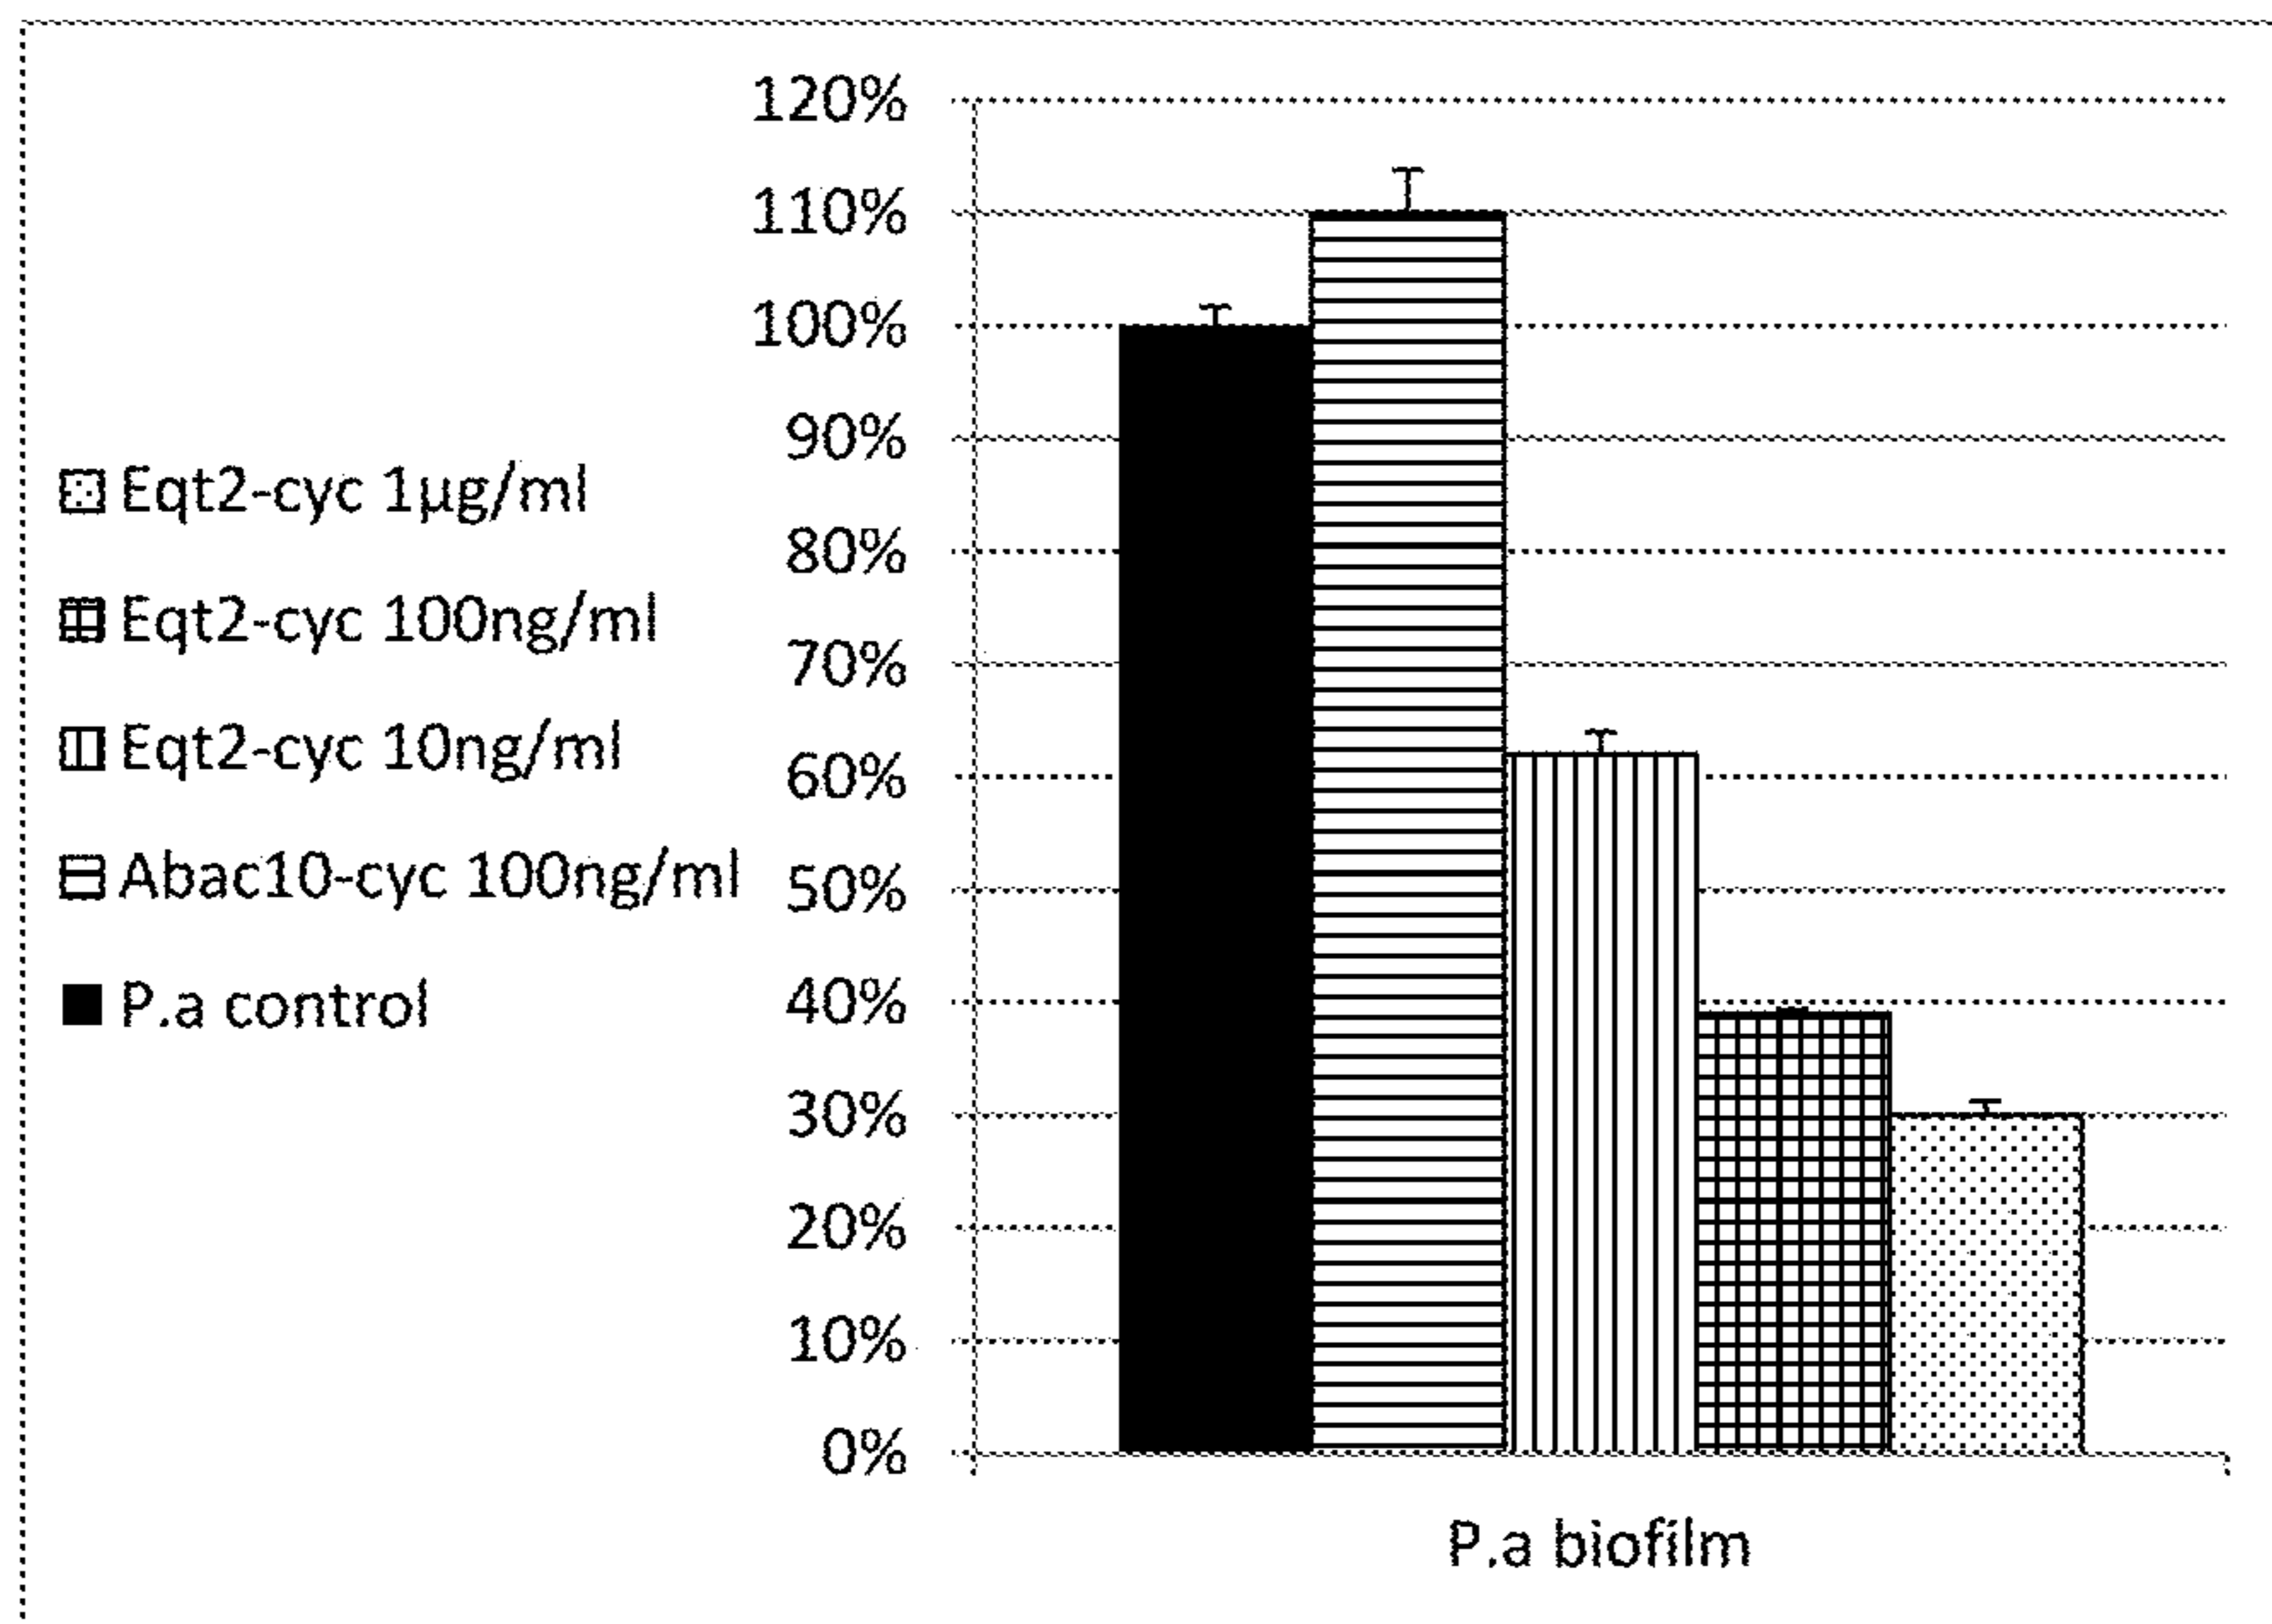 120%
110%
100%
90%
80%
70%
60%
50%
40%
30%
20%
10%
0%
Eqt2-cyc 1µg/ml
Eqt2-cyc 100ng/ml
Eqt2-cyc 10ng/ml
Abac10-cyc 100ng/ml
P.a control
P.a biofilm